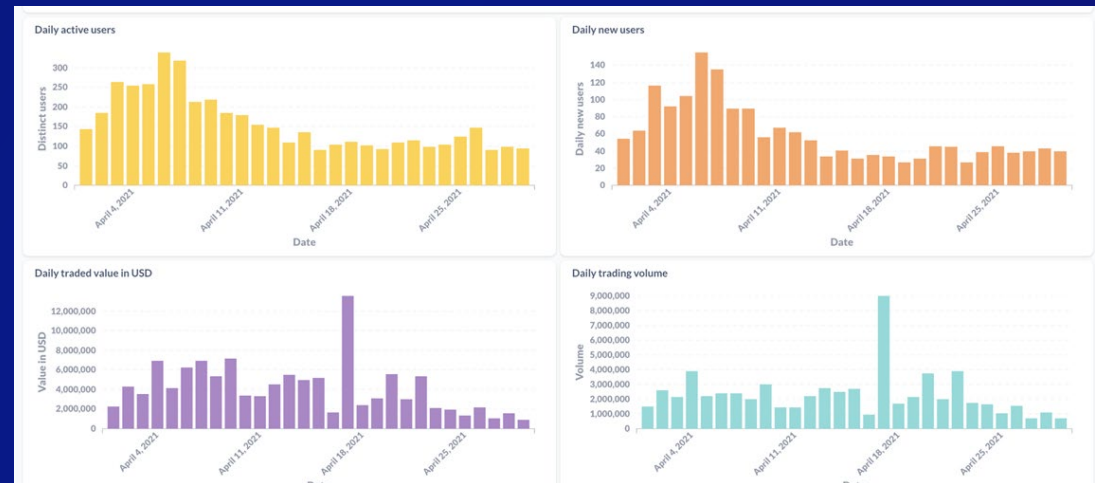 Daily active users
Distinct users
300
250
200
150
100
50
0
April 4, 2021
April 11, 2021
April 18, 2021
April 25, 2021
Date
Daily new users
Daily new users
140
120
100
80
60
40
20
0
April 4, 2021
April 11, 2021
April 18, 2021
April 25, 2021
Date
Daily traded value in USD
Value in USD
12,000,000
10,000,000
8,000,000
6,000,000
4,000,000
2,000,000
0
April 4, 2021
April 11, 2021
April 18, 2021
April 25, 2021
Daily trading volume
Volume
9,000,000
8,000,000
7,000,000
6,000,000
5,000,000
4,000,000
3,000,000
2,000,000
1,000,000
0
April 4, 2021
April 11, 2021
April 18, 2021
April 25, 2021